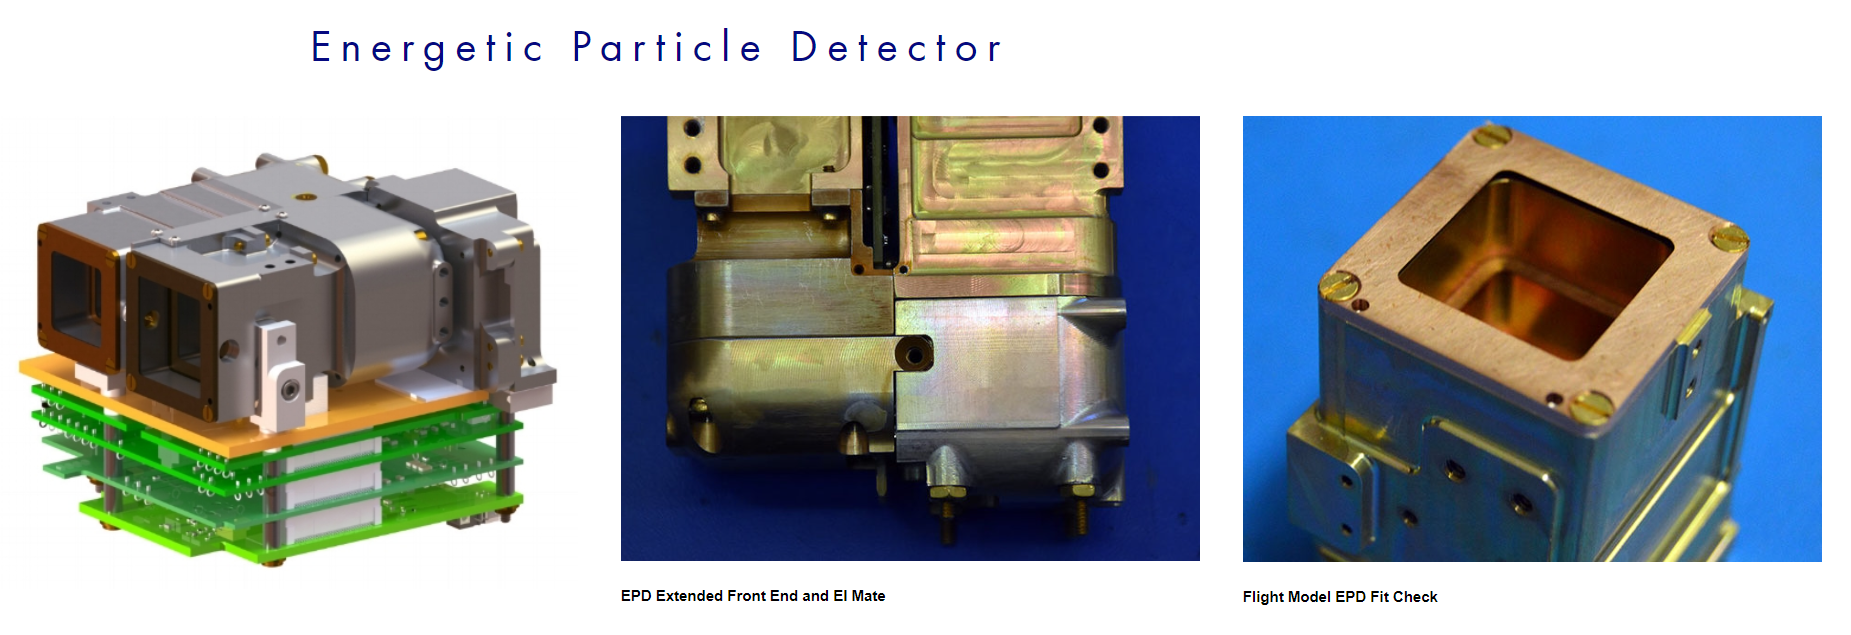 Energetic Particle Detector
EPD Extended Front End and EI Mate
Flight Model EPD Fit Check